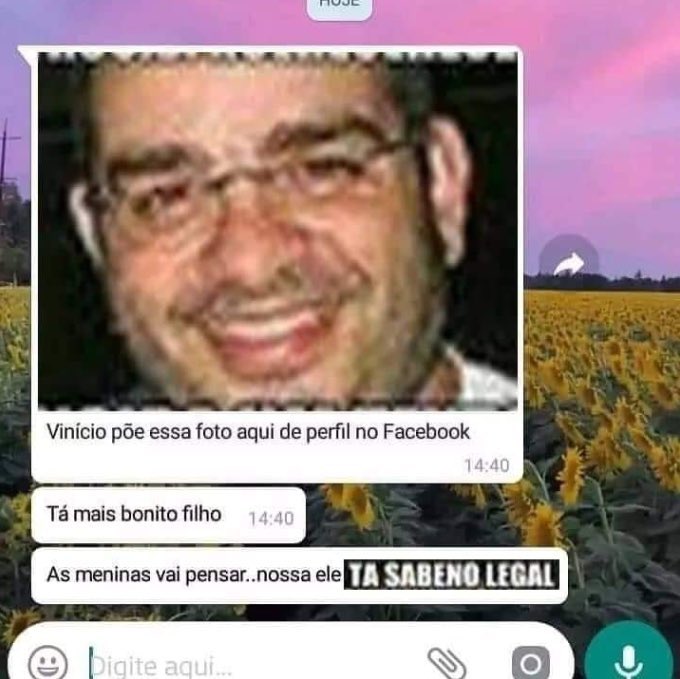 HOJE
Vinício põe essa foto aqui de perfil no Facebook
14:40
Tá mais bonito filho 14:40
As meninas vai pensar..nossa ele TA SABENO LEGAL
Digite aqui...